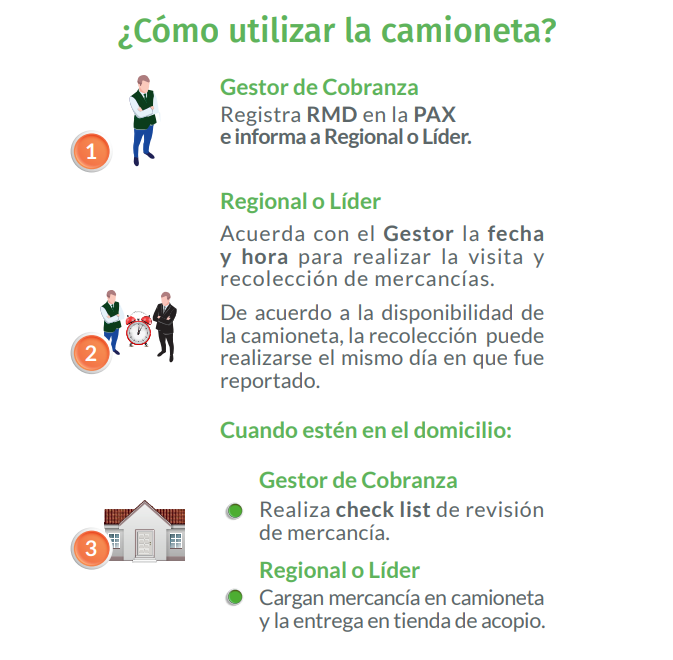 ¿Cómo utilizar la camioneta?
Gestor de Cobranza
Registra RMD en la PAX
e informa a Regional o Líder.
1
Regional o Líder
Acuerda con el Gestor la fecha
y hora para realizar la visita y
recolección de mercancías.
De acuerdo a la disponibilidad de
la camioneta, la recolección puede
realizarse el mismo día en que fue
reportado.
2
Cuando estén en el domicilio:
Gestor de Cobranza
Realiza check list de revisión
de mercancía.
3
Regional o Líder
Cargan mercancía en camioneta
y la entrega en tienda de acopio.